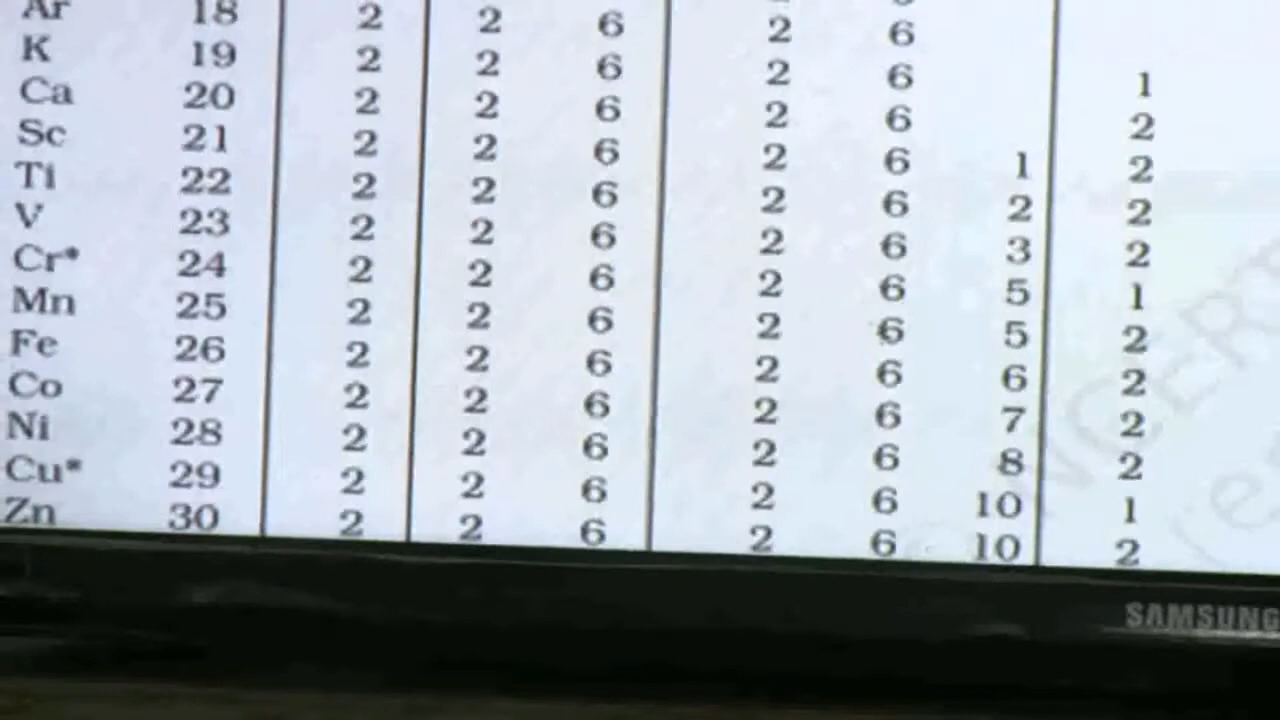 Ar 18 2 2 6 2 6
K 19 2 2 6 2 6 1
Ca 20 2 2 6 2 6 2
Sc 21 2 2 6 2 6 1 2
Ti 22 2 2 6 2 6 2 2
V 23 2 2 6 2 6 3 2
Cr* 24 2 2 6 2 6 5 1
Mn 25 2 2 6 2 6 5 2
Fe 26 2 2 6 2 6 6 2
Co 27 2 2 6 2 6 7 2
Ni 28 2 2 6 2 6 8 2
Cu* 29 2 2 6 2 6 10 1
Zn 30 2 2 6 2 6 10 2
SAMSUNG